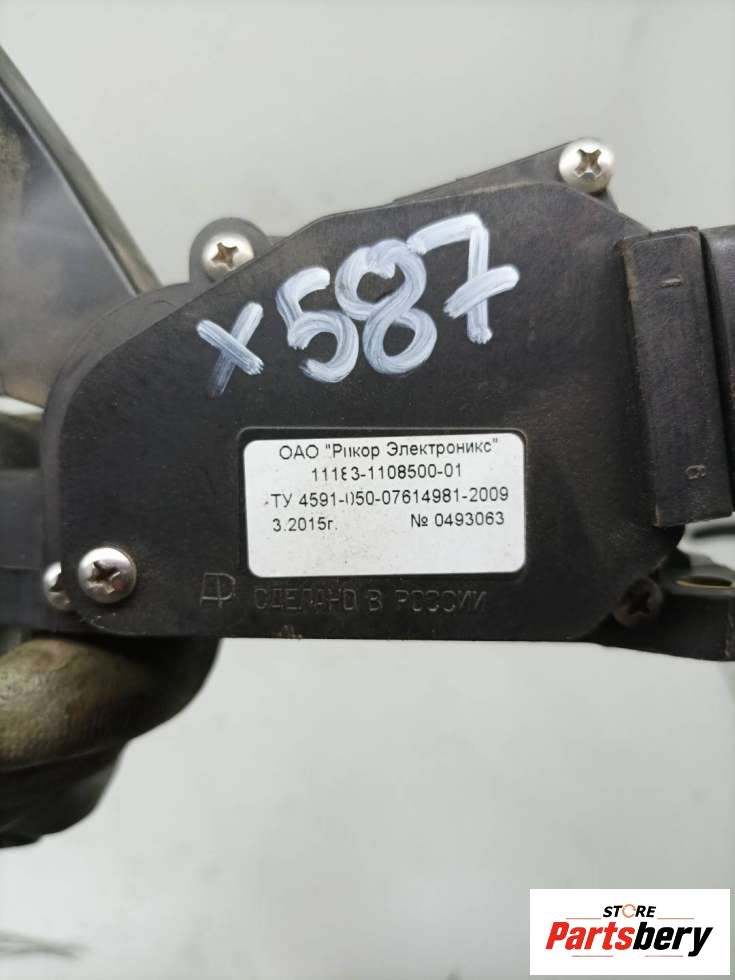 x587
ОАО "Рикор Электроникс"
11183-1108500-01
ТУ 4591-050-07614981-2009
3.2015г. № 0493063
СДЕЛАНО В РОССИИ
STORE
Partsbery